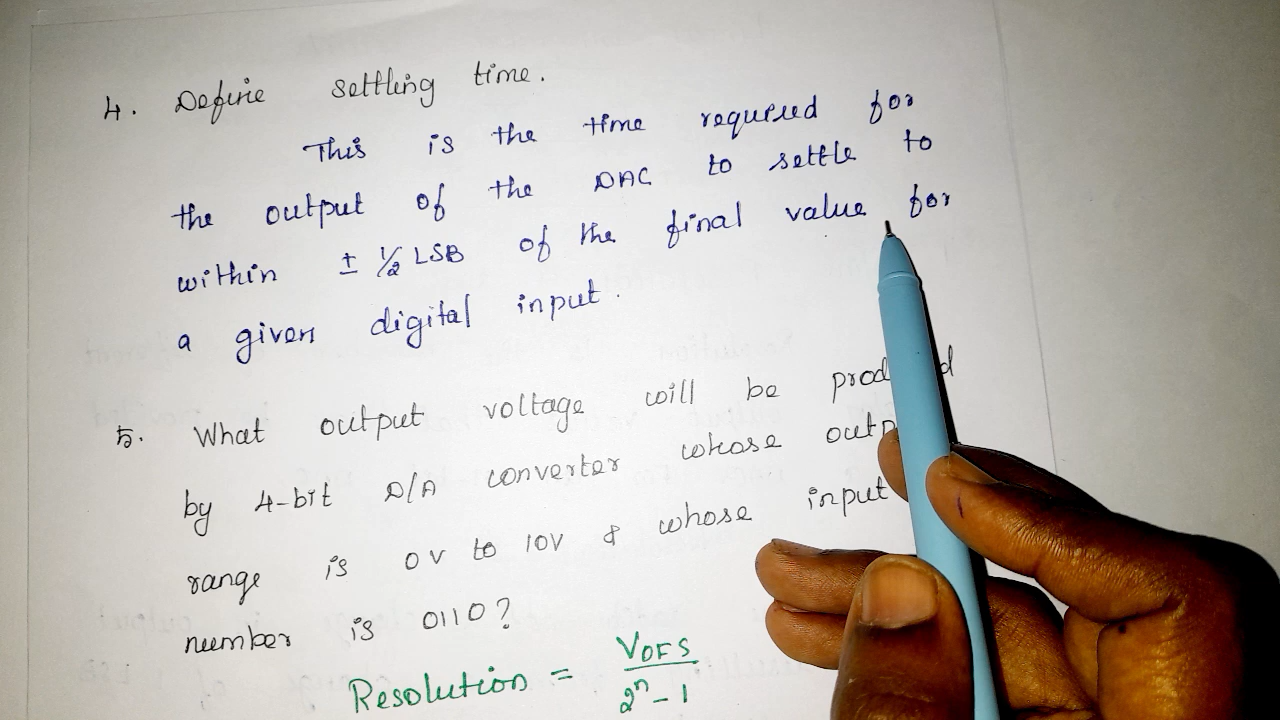 4. Define settling time.
This is the time required for
the output of the DAC to settle to
within ± 1/2 LSB of the final value for
a given digital input.
5. What output voltage will be
by 4-bit D/A converter whose
range is 0V to 10V & whose input
number is 0110?
Resolution = VOFS
2ⁿ-1